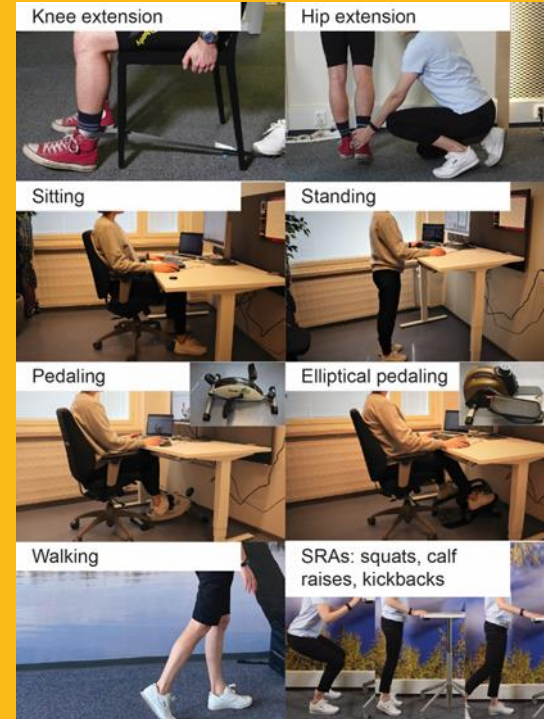 Knee extension
Hip extension
Sitting
Standing
Pedaling
Elliptical pedaling
Walking
SRAs: squats, calf
raises, kickbacks